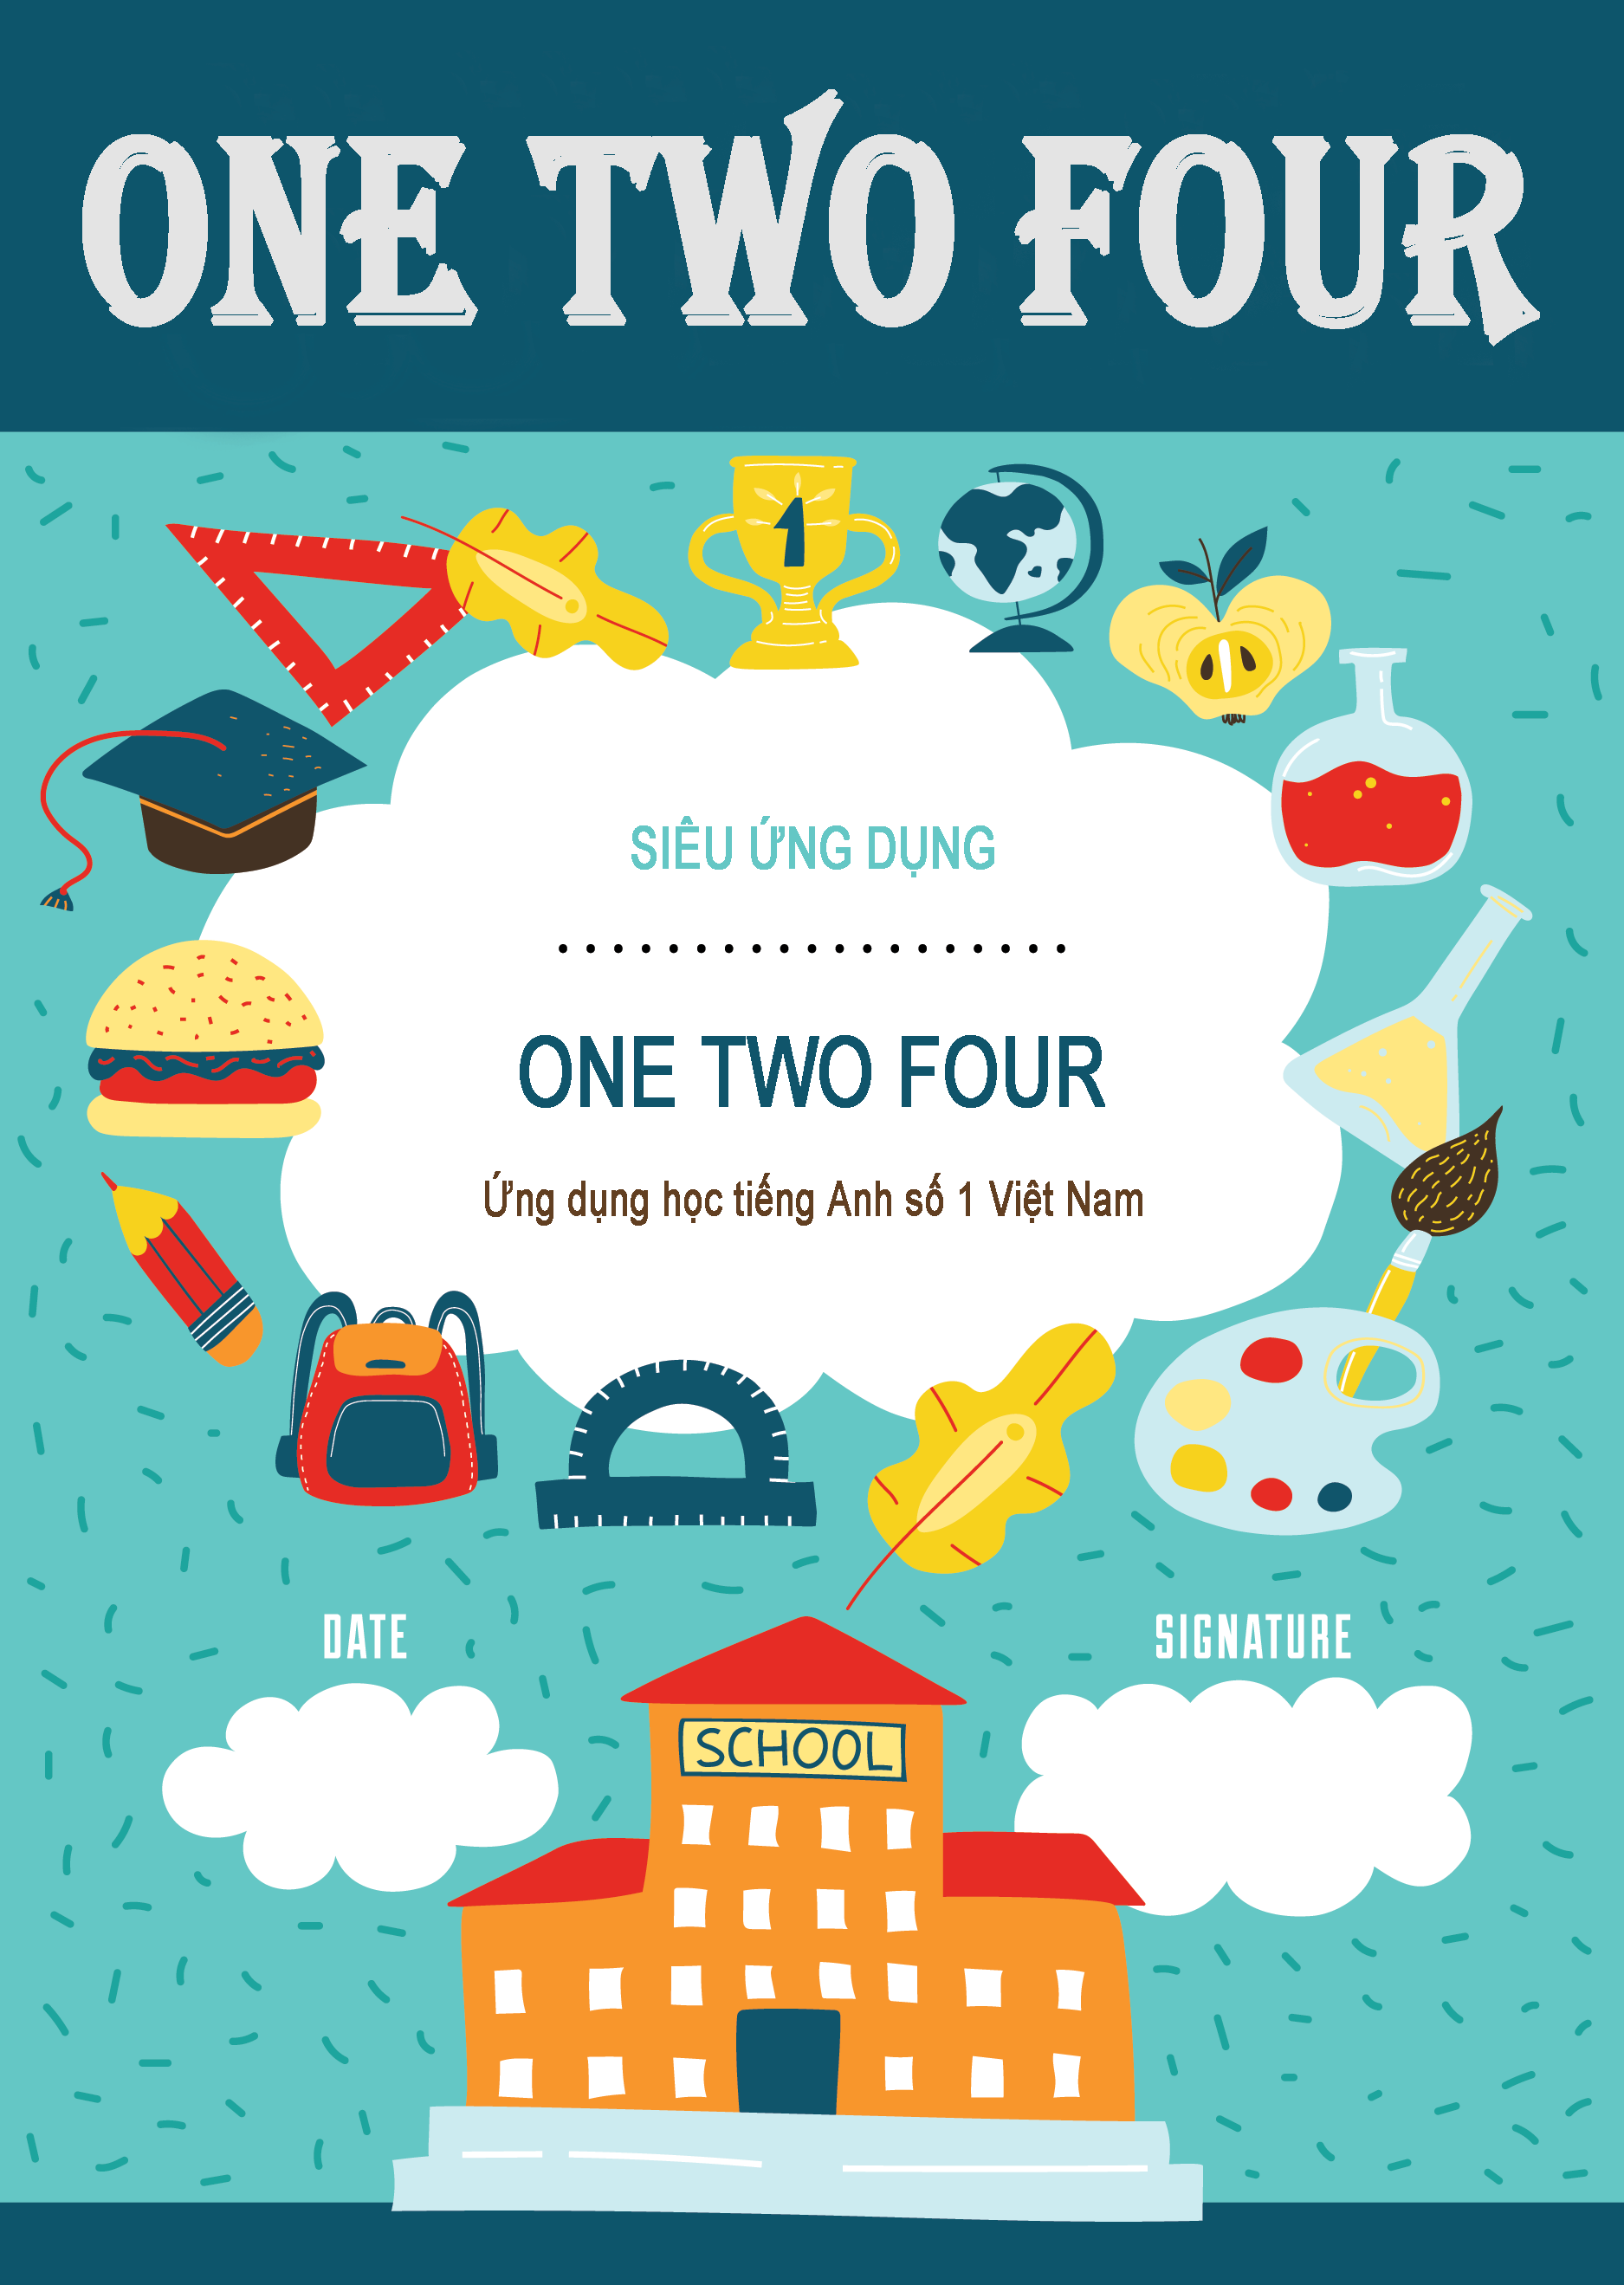 ONE TWO FOUR
1
SIÊU ỨNG DỤNG
ONE TWO FOUR
Ứng dụng học tiếng Anh số 1 Việt Nam
DATE
SIGNATURE
SCHOOL